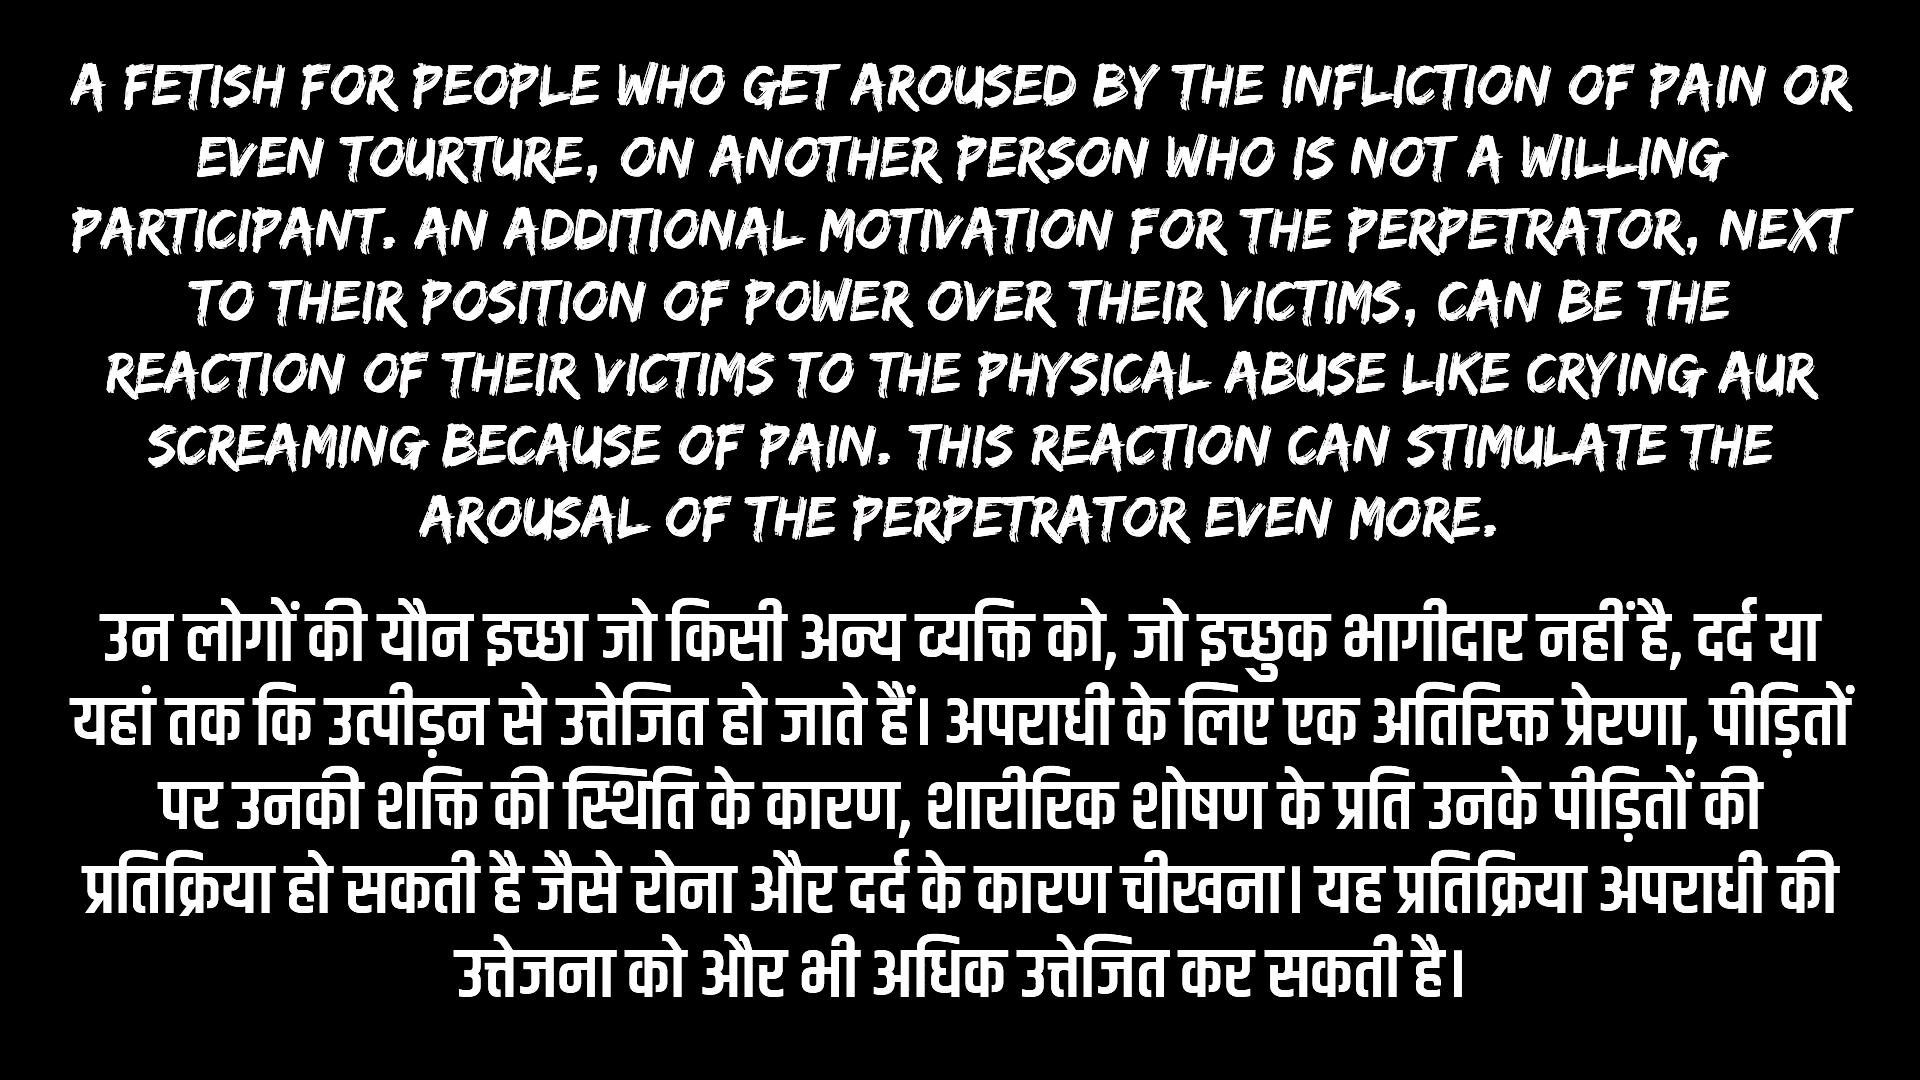 A FETISH FOR PEOPLE WHO GET AROUSED BY THE INFLICTION OF PAIN OR
EVEN TOURTURE, ON ANOTHER PERSON WHO IS NOT A WILLING
PARTICIPANT. AN ADDITIONAL MOTIVATION FOR THE PERPETRATOR, NEXT
TO THEIR POSITION OF POWER OVER THEIR VICTIMS, CAN BE THE
REACTION OF THEIR VICTIMS TO THE PHYSICAL ABUSE LIKE CRYING AUR
SCREAMING BECAUSE OF PAIN. THIS REACTION CAN STIMULATE THE
AROUSAL OF THE PERPETRATOR EVEN MORE.
उन लोगों की यौन इच्छा जो किसी अन्य व्यक्ति को, जो इच्छुक भागीदार नहीं है, दर्द या
यहां तक कि उत्पीड़न से उत्तेजित हो जाते हैं। अपराधी के लिए एक अतिरिक्त प्रेरणा, पीड़ितों
पर उनकी शक्ति की स्थिति के कारण, शारीरिक शोषण के प्रति उनके पीड़ितों की
प्रतिक्रिया हो सकती है जैसे रोना और दर्द के कारण चीखना। यह प्रतिक्रिया अपराधी की
उत्तेजना को और भी अधिक उत्तेजित कर सकती है।